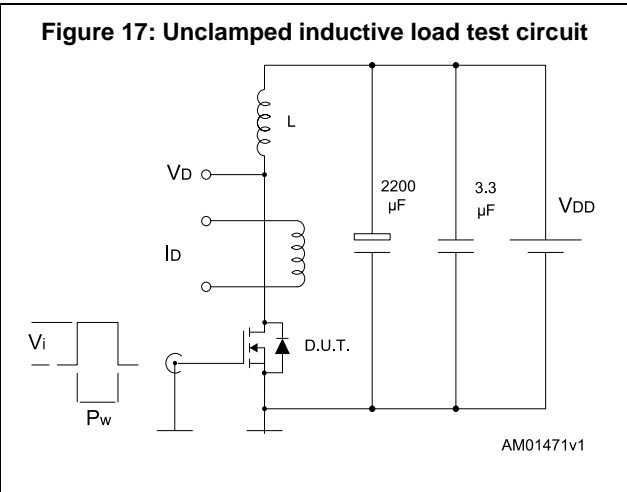 Figure 17: Unclamped inductive load test circuit
L
VD
2200
µF
3.3
µF
VDD
ID
Vi
D.U.T.
Pw
AM01471v1